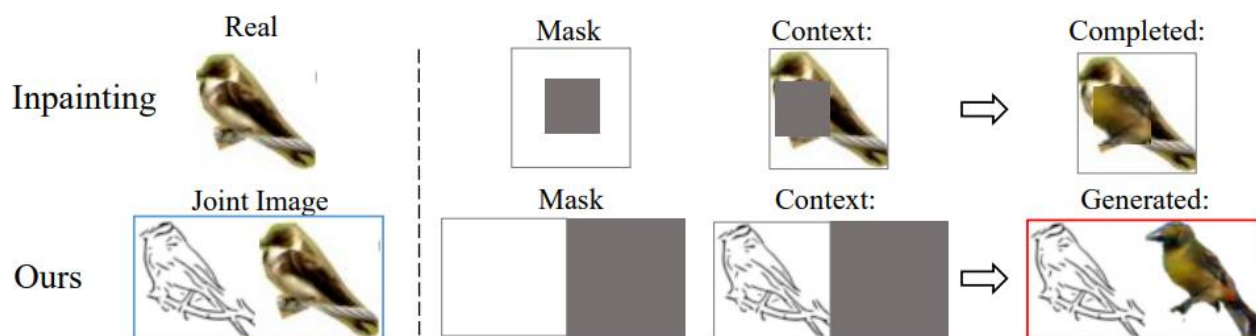 Real
Mask
Context:
Completed:
Inpainting
Joint Image
Mask
Context:
Generated:
Ours